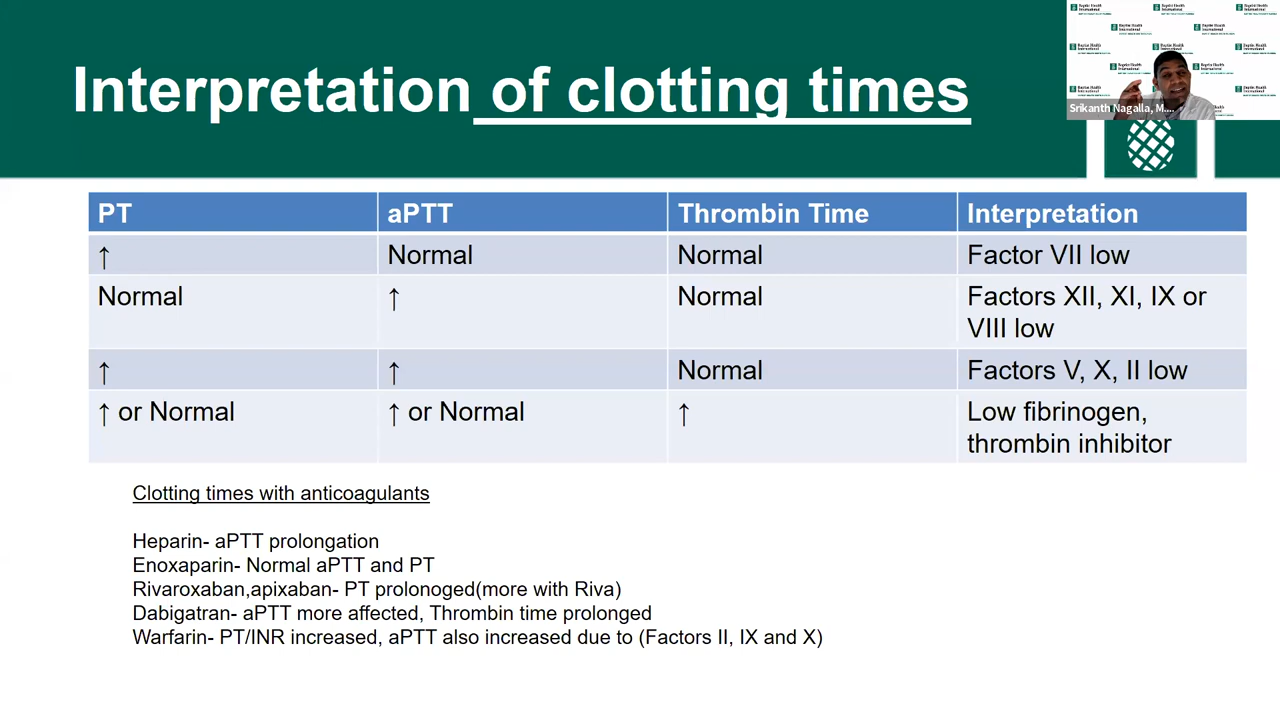 Interpretation of clotting times
Srikanth Nagalla, M....
PT aPTT Thrombin Time Interpretation
↑ Normal Normal Factor VII low
Normal ↑ Normal Factors XII, XI, IX or
VIII low
↑ ↑ Normal Factors V, X, II low
↑ or Normal ↑ or Normal ↑ Low fibrinogen,
thrombin inhibitor
Clotting times with anticoagulants
Heparin- aPTT prolongation
Enoxaparin- Normal aPTT and PT
Rivaroxaban,apixaban- PT prolonoged(more with Riva)
Dabigatran- aPTT more affected, Thrombin time prolonged
Warfarin- PT/INR increased, aPTT also increased due to (Factors II, IX and X)